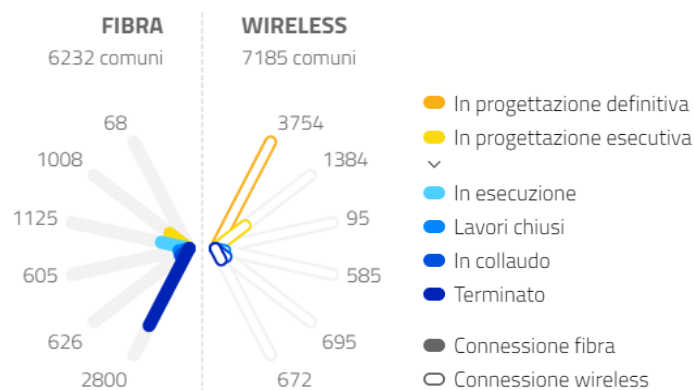 FIBRA
6232 comuni
WIRELESS
7185 comuni
68
1008
1125
605
626
2800
3754
1384
95
585
695
672
In progettazione definitiva
In progettazione esecutiva
In esecuzione
Lavori chiusi
In collaudo
Terminato
Connessione fibra
Connessione wireless